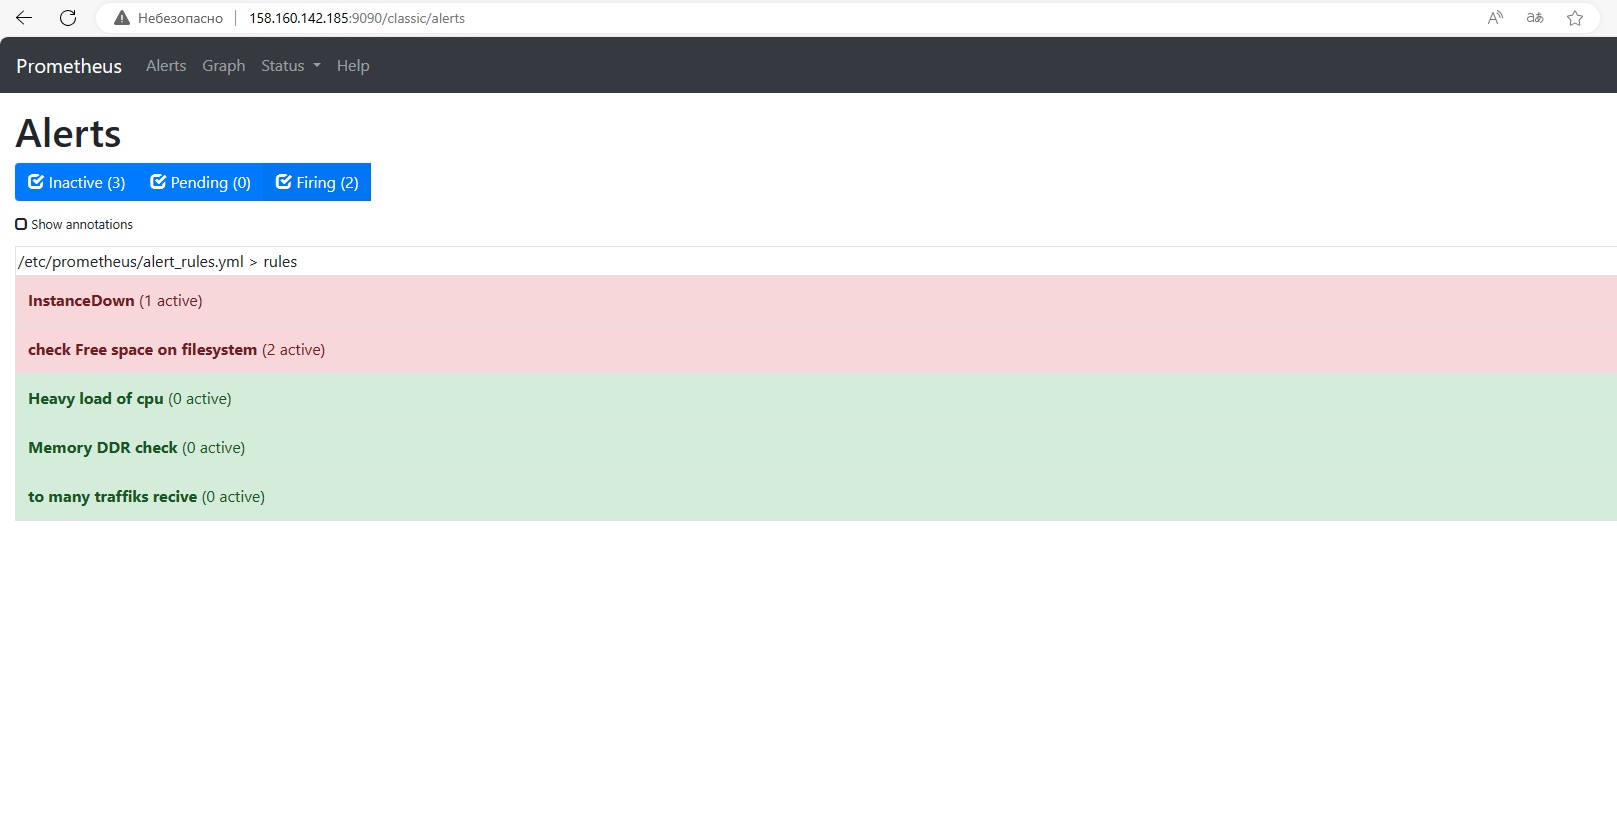 Небезопасно 158.160.142.185:9090/classic/alerts
Prometheus Alerts Graph Status Help
Alerts
Inactive (3) Pending (0) Firing (2)
Show annotations
/etc/prometheus/alert_rules.yml > rules
InstanceDown (1 active)
check Free space on filesystem (2 active)
Heavy load of cpu (0 active)
Memory DDR check (0 active)
to many traffiks recive (0 active)